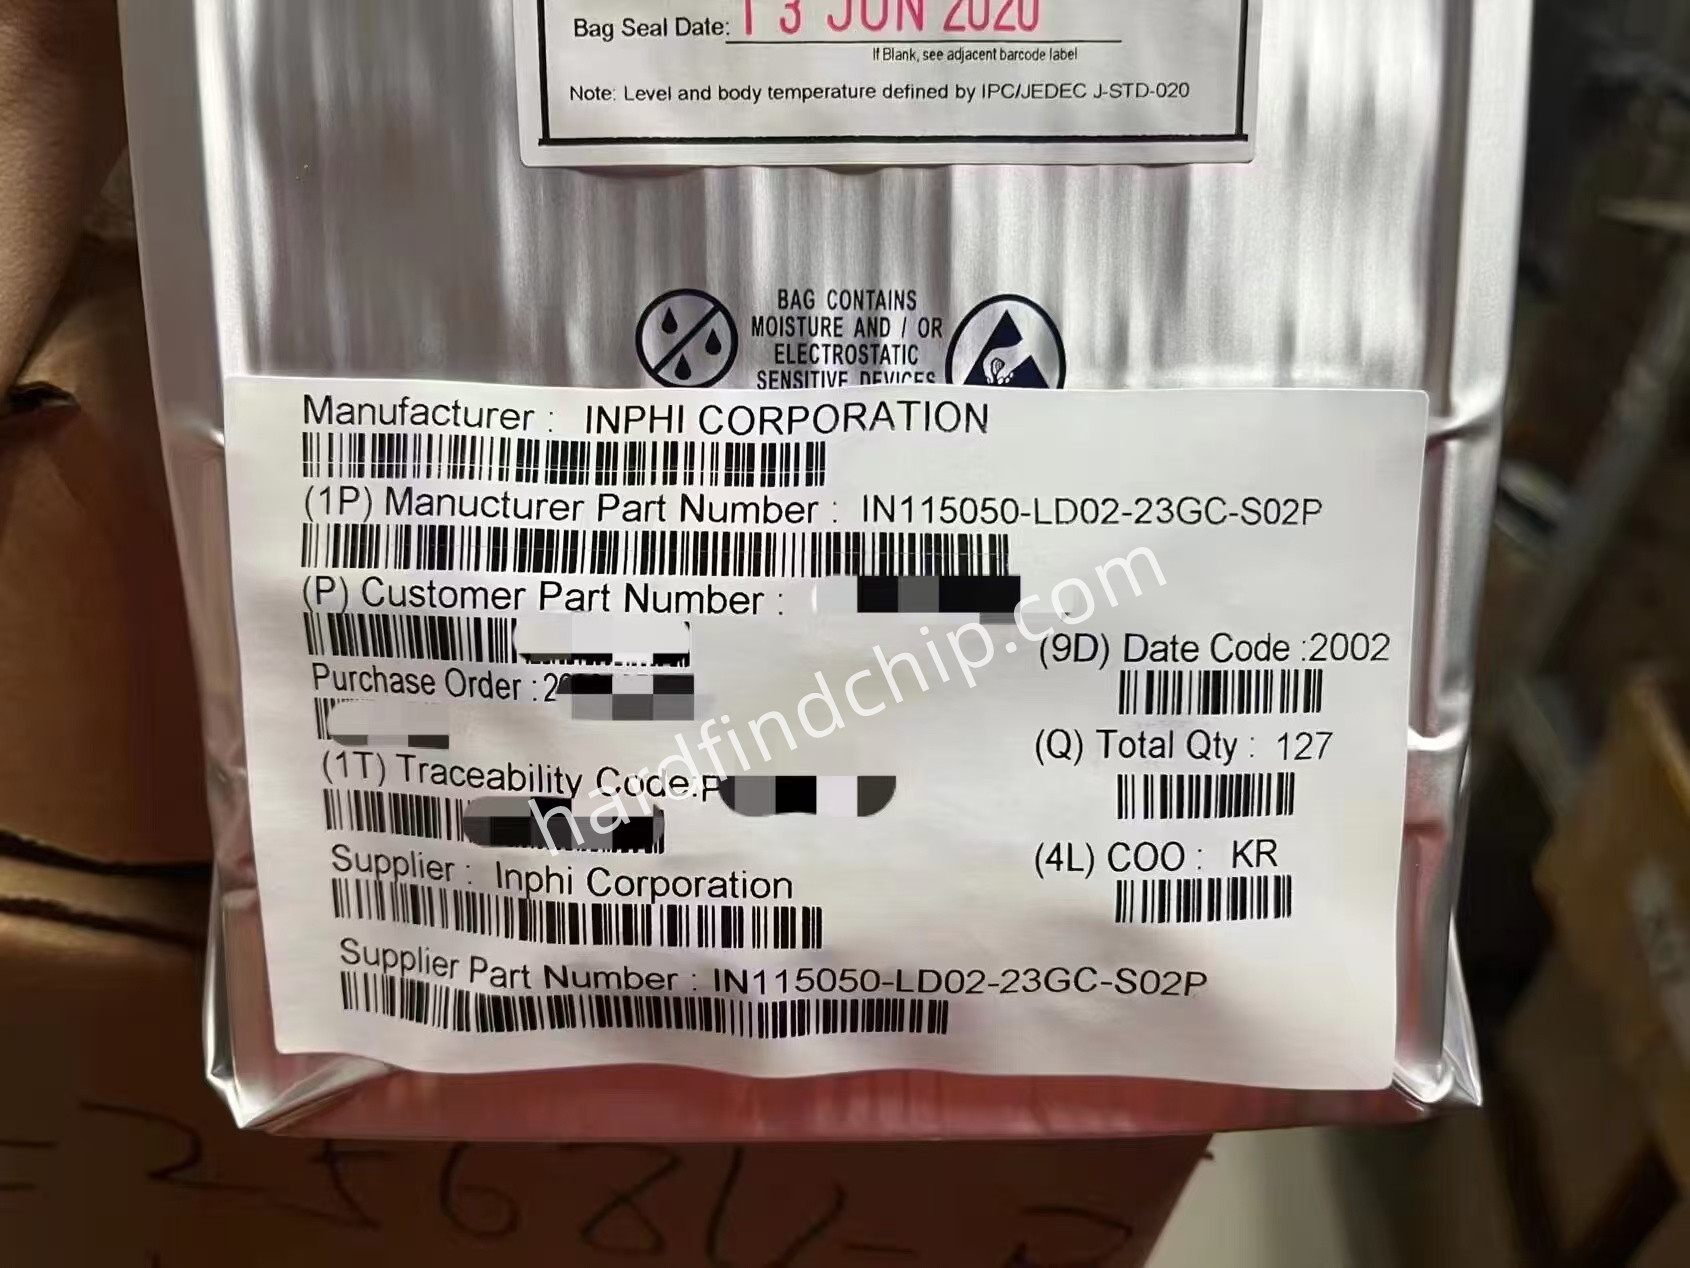 Bag Seal Date: 13 JUN 2020
If Blank, see adjacent barcode label
Note: Level and body temperature defined by IPC/JEDEC J-STD-020
BAG CONTAINS
MOISTURE AND / OR
ELECTROSTATIC
SENSITIVE DEVICES
Manufacturer : INPHI CORPORATION
(1P) Manucturer Part Number : IN115050-LD02-23GC-S02P
(P) Customer Part Number :
(9D) Date Code :2002
Purchase Order :2
(Q) Total Qty : 127
(1T) Traceability Code:P
(4L) COO : KR
Supplier : Inphi Corporation
Supplier Part Number : IN115050-LD02-23GC-S02P
hardfindchip.com